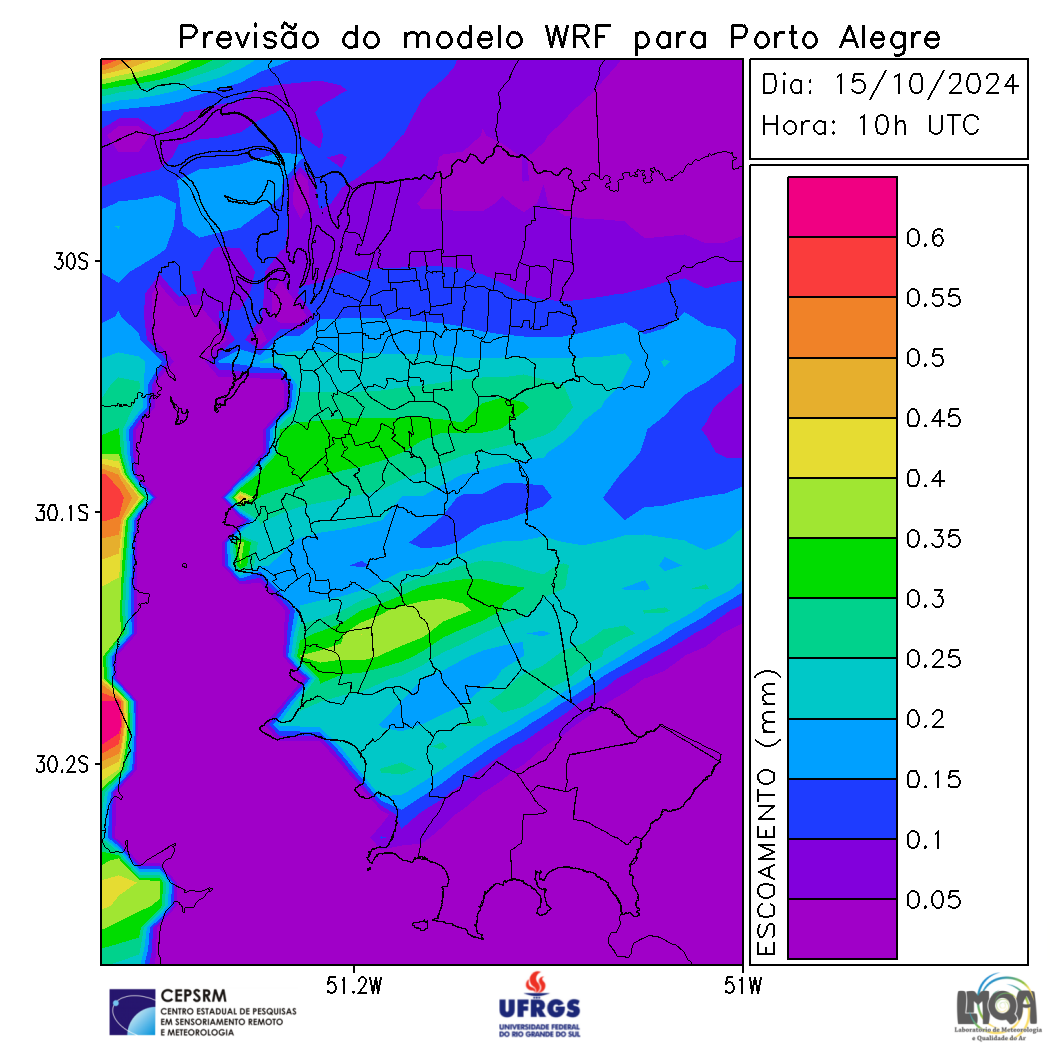 Previsão do modelo WRF para Porto Alegre
Dia: 15/10/2024
Hora: 10h UTC
30S
30.1S
30.2S
51.2W
51W
0.6
0.55
0.5
0.45
0.4
0.35
0.3
0.25
0.2
0.15
0.1
0.05
ESCOAMENTO (mm)
CEPSRM
CENTRO ESTADUAL DE PESQUISAS
EM SENSORIAMENTO REMOTO
E METEOROLOGIA
UFRGS
UNIVERSIDADE FEDERAL
DO RIO GRANDE DO SUL
LMQA
Laboratório de Meteorologia
e Qualidade do Ar